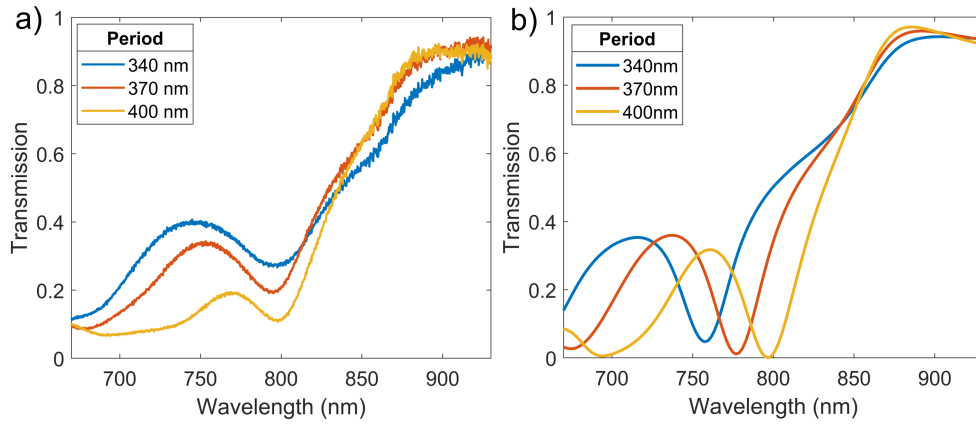 a)
Period
340 nm
370 nm
400 nm
1
0.8
0.6
0.4
0.2
0
Transmission
700 750 800 850 900
Wavelength (nm)
b)
Period
340nm
370nm
400nm
1
0.8
0.6
0.4
0.2
0
Transmission
700 750 800 850 900
Wavelength (nm)